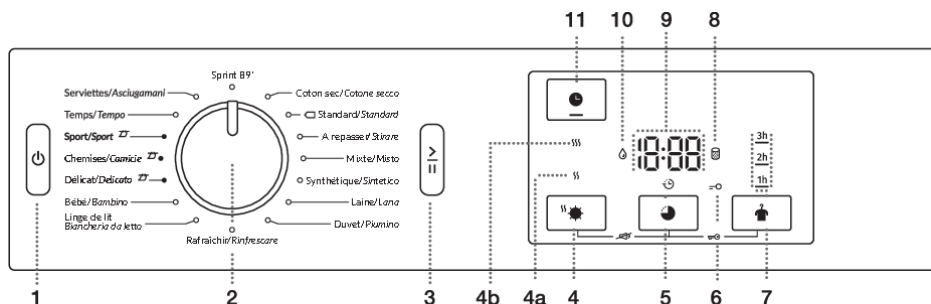 11 10 9 8
Sprint 89'
Serviettes/Asciugamani
Temps/Tempo
Sport/Sport
Chemises/Camicie
Délicat/Delicato
Bébé/Bambino
Linge de lit
Biancheria da letto
Rafraîchir/Rinfrescare
Coton sec/Cotone secco
Standard/Standard
A repasser/Stirare
Mixte/Misto
Synthétique/Sintetico
Laine/Lana
Duvet/Piumino
18:88
3h
2h
1h
1 2 3 4b 4a 4 5 6 7